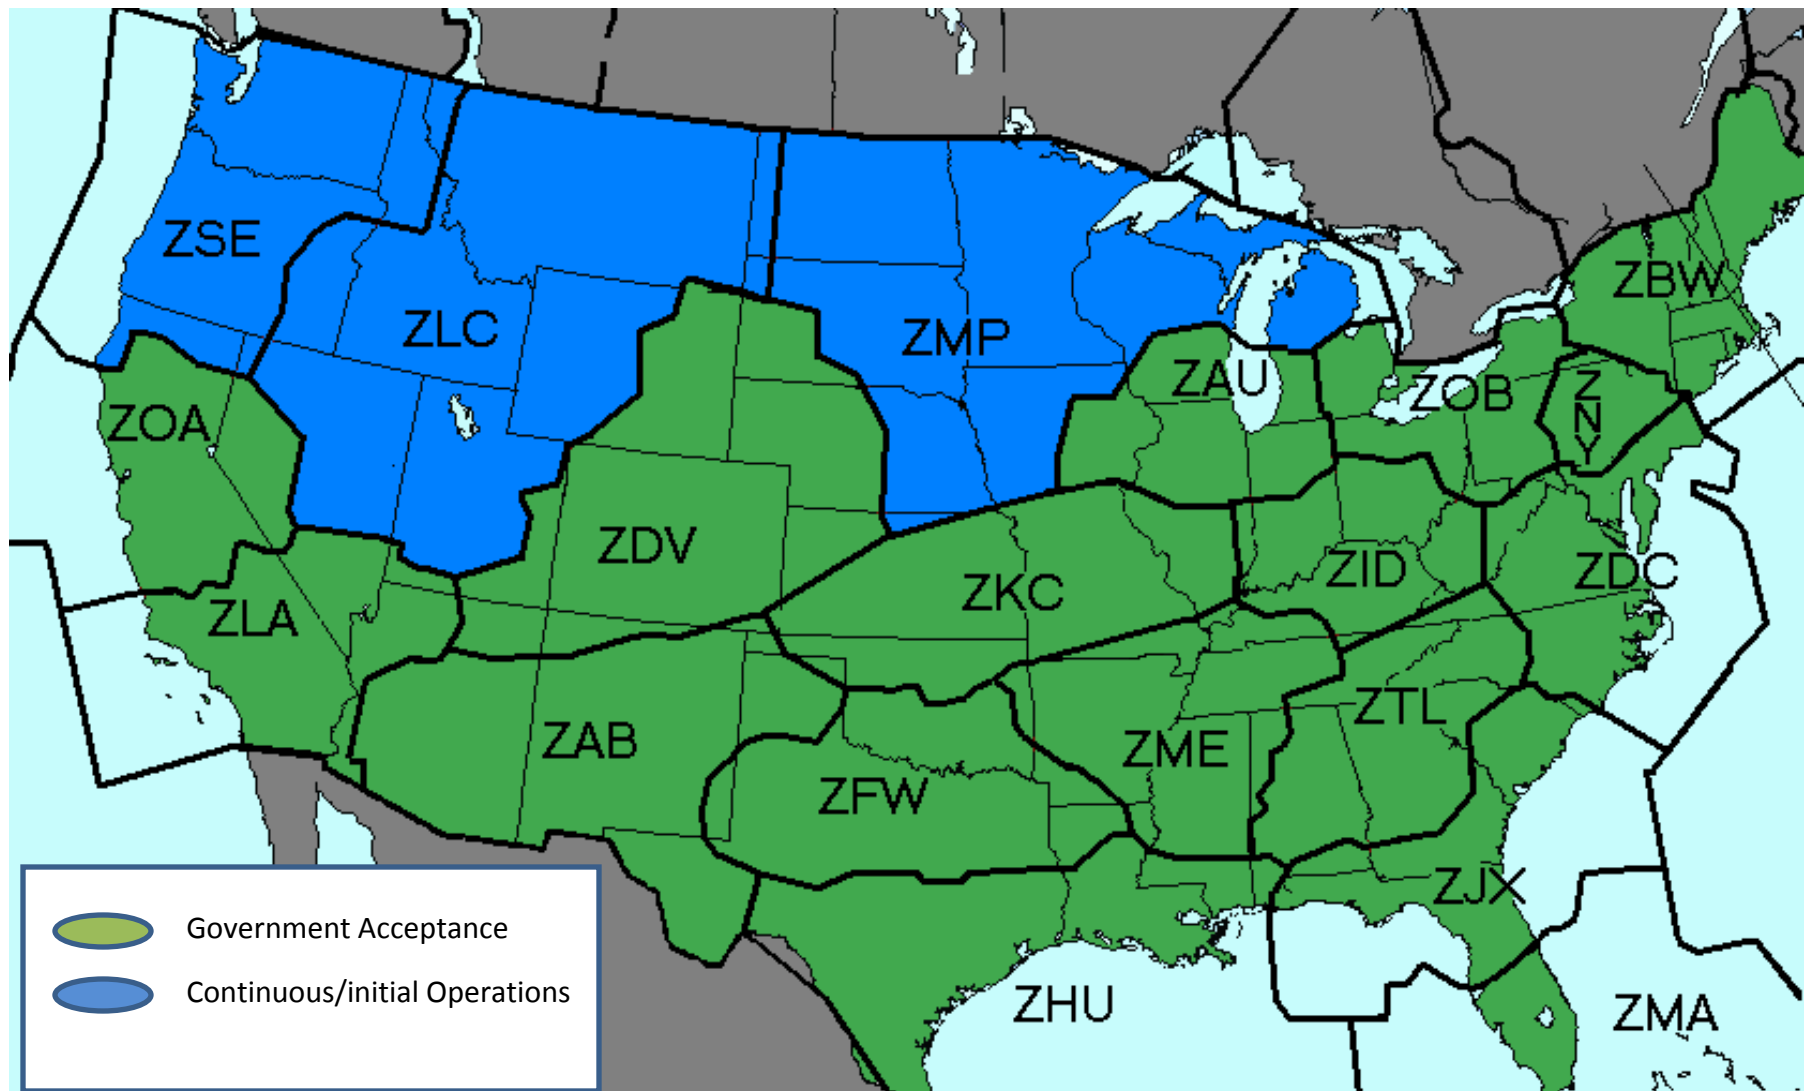 ZSE
ZLC
ZMP
ZBW
ZAU
ZOB
ZNY
ZOA
ZDV
ZKC
ZID
ZDC
ZLA
ZAB
ZFW
ZME
ZTL
ZJX
ZHU
ZMA
Government Acceptance
Continuous/initial Operations